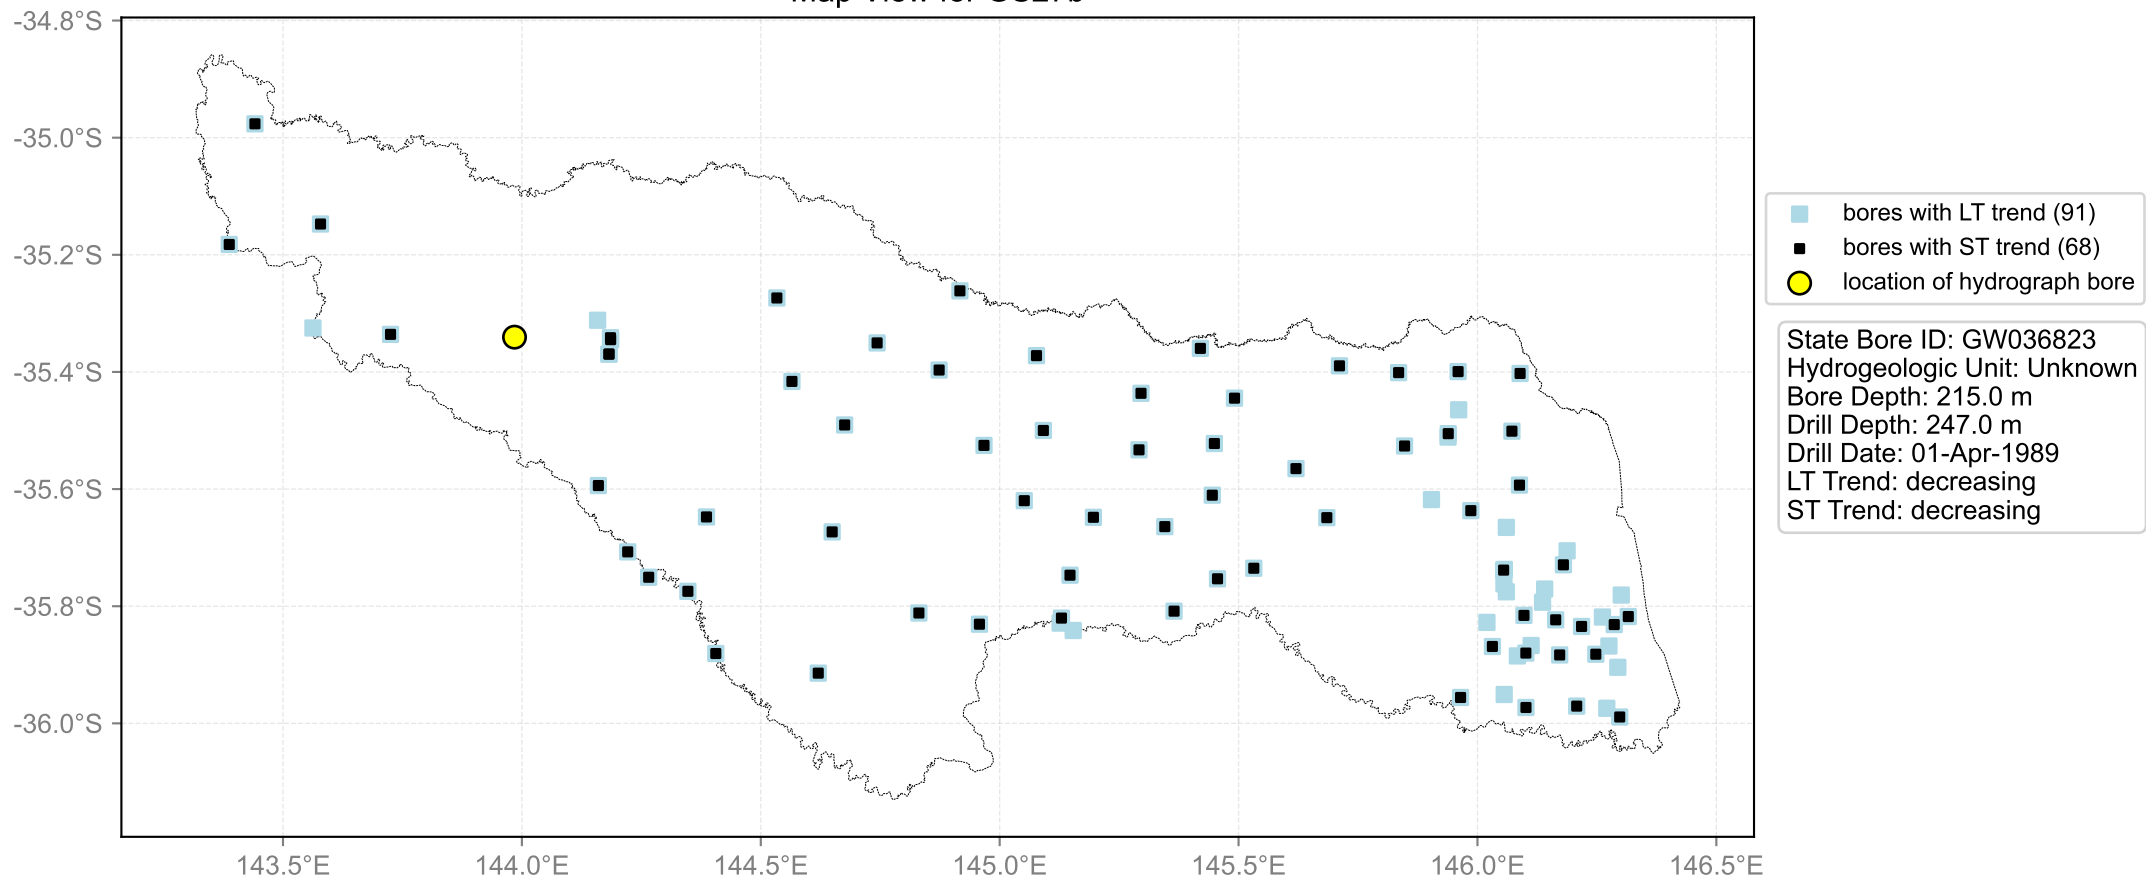 -34.8°S
-35.0°S
-35.2°S
-35.4°S
-35.6°S
-35.8°S
-36.0°S
143.5°E 144.0°E 144.5°E 145.0°E 145.5°E 146.0°E 146.5°E
bores with LT trend (91)
bores with ST trend (68)
location of hydrograph bore
State Bore ID: GW036823
Hydrogeologic Unit: Unknown
Bore Depth: 215.0 m
Drill Depth: 247.0 m
Drill Date: 01-Apr-1989
LT Trend: decreasing
ST Trend: decreasing